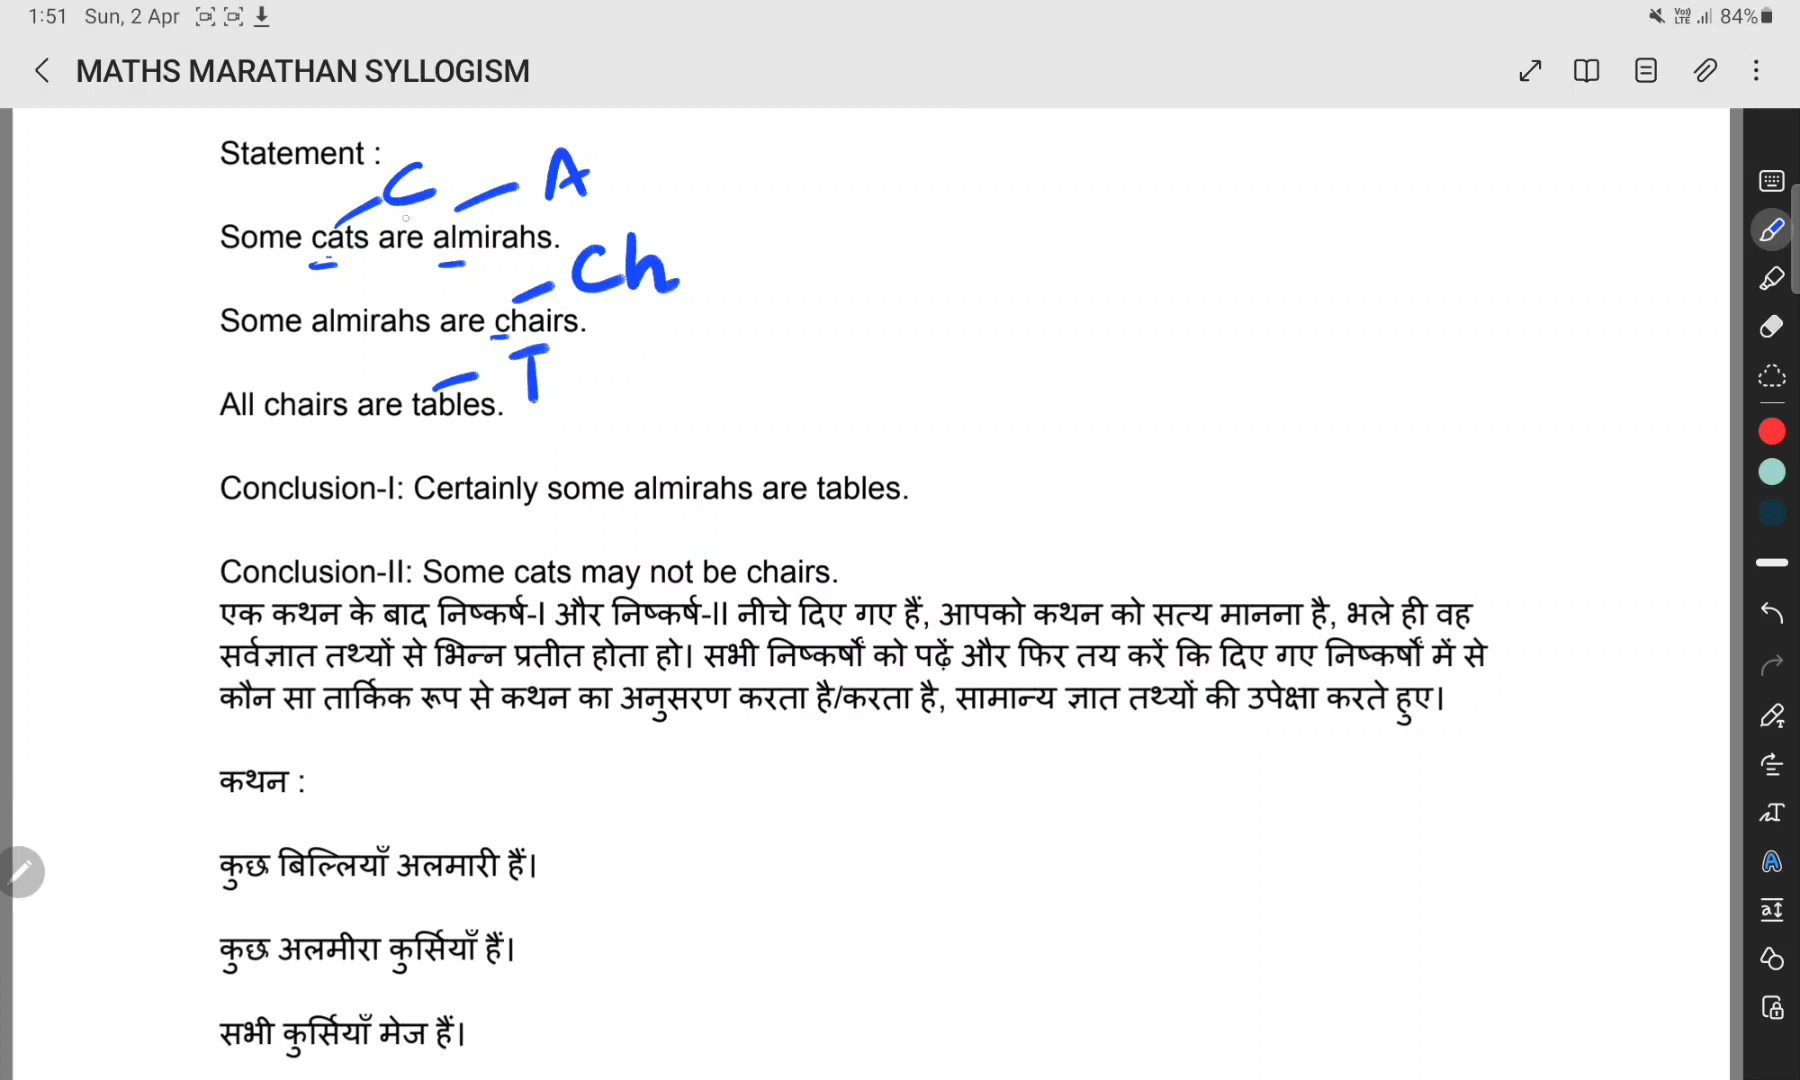 1:51 Sun, 2 Apr
Vo)) LTE 84%
MATHS MARATHAN SYLLOGISM
Statement :
C A
Some cats are almirahs.
Ch
Some almirahs are chairs.
T
All chairs are tables.
Conclusion-I: Certainly some almirahs are tables.
Conclusion-II: Some cats may not be chairs.
एक कथन के बाद निष्कर्ष-I और निष्कर्ष-II नीचे दिए गए हैं, आपको कथन को सत्य मानना है, भले ही वह
सर्वज्ञात तथ्यों से भिन्न प्रतीत होता हो। सभी निष्कर्षों को पढ़ें और फिर तय करें कि दिए गए निष्कर्षों में से
कौन सा तार्किक रूप से कथन का अनुसरण करता है/करता है, सामान्य ज्ञात तथ्यों की उपेक्षा करते हुए।
कथन :
कुछ बिल्लियाँ अलमारी हैं।
कुछ अलमीरा कुर्सियाँ हैं।
सभी कुर्सियाँ मेज हैं।